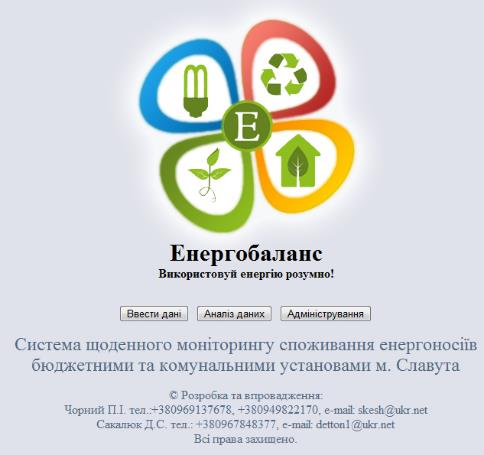 E
Енергобаланс
Використовуй енергію розумно!
Ввести дані Аналіз даних Адміністрування
Система щоденного моніторингу споживання енергоносіїв
бюджетними та комунальними установами м. Славута
© Розробка та впровадження:
Чорний П.І. тел.:+380969137678, +380949822170, e-mail: skesh@ukr.net
Сакалюк Д.С. тел.: +380967848377, e-mail: detton1@ukr.net
Всі права захищено.